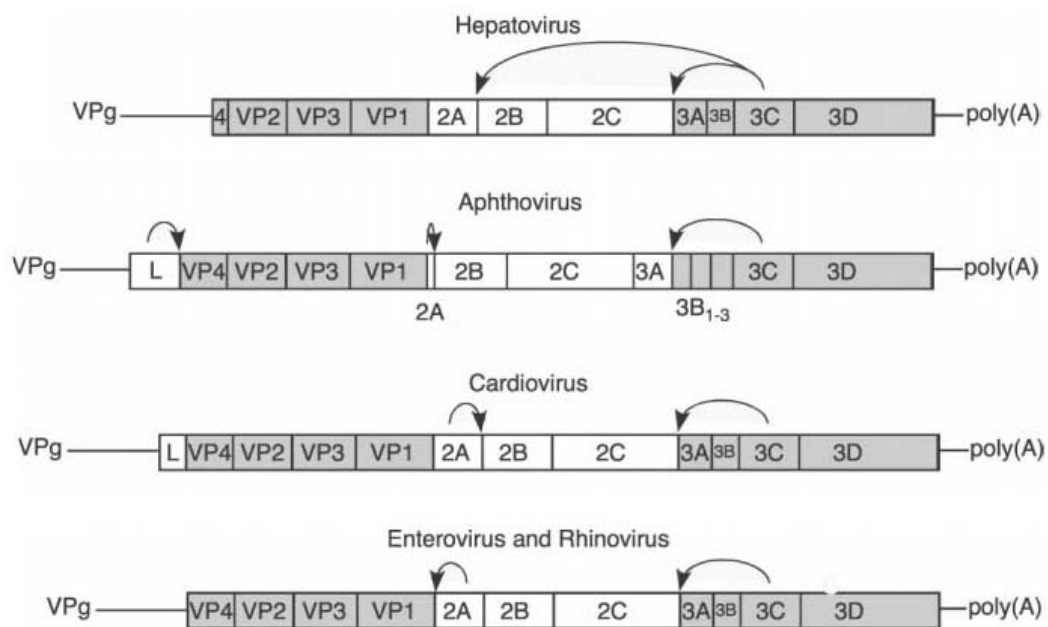 Hepatovirus
VPg 4 VP2 VP3 VP1 2A 2B 2C 3A 3B 3C 3D poly(A)
Aphthovirus
VPg L VP4 VP2 VP3 VP1 2B 2C 3A 3C 3D poly(A)
2A 3B1-3
Cardiovirus
VPg L VP4 VP2 VP3 VP1 2A 2B 2C 3A 3B 3C 3D poly(A)
Enterovirus and Rhinovirus
VPg VP4 VP2 VP3 VP1 2A 2B 2C 3A 3B 3C 3D poly(A)